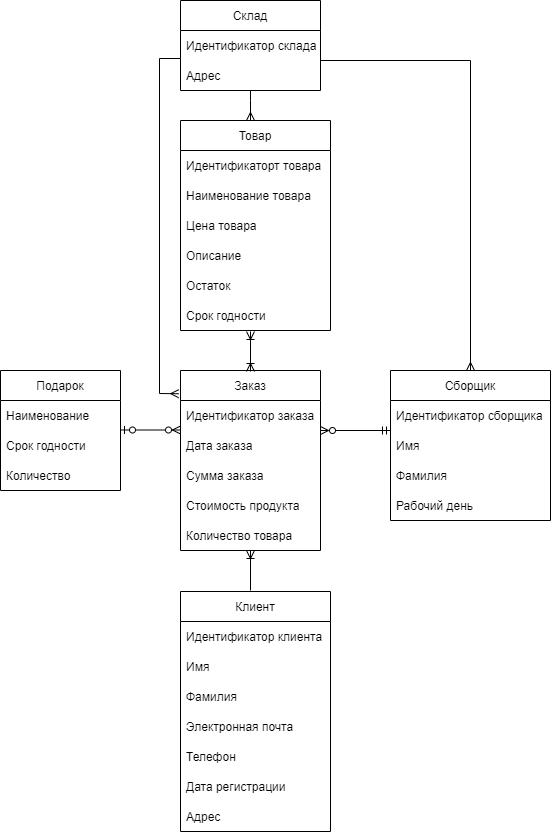 Склад
Идентификатор склада
Адрес
Товар
Идентификаторт товара
Наименование товара
Цена товара
Описание
Остаток
Срок годности
Подарок
Наименование
Срок годности
Количество
Заказ
Идентификатор заказа
Дата заказа
Сумма заказа
Стоимость продукта
Количество товара
Сборщик
Идентификатор сборщика
Имя
Фамилия
Рабочий день
Клиент
Идентификатор клиента
Имя
Фамилия
Электронная почта
Телефон
Дата регистрации
Адрес